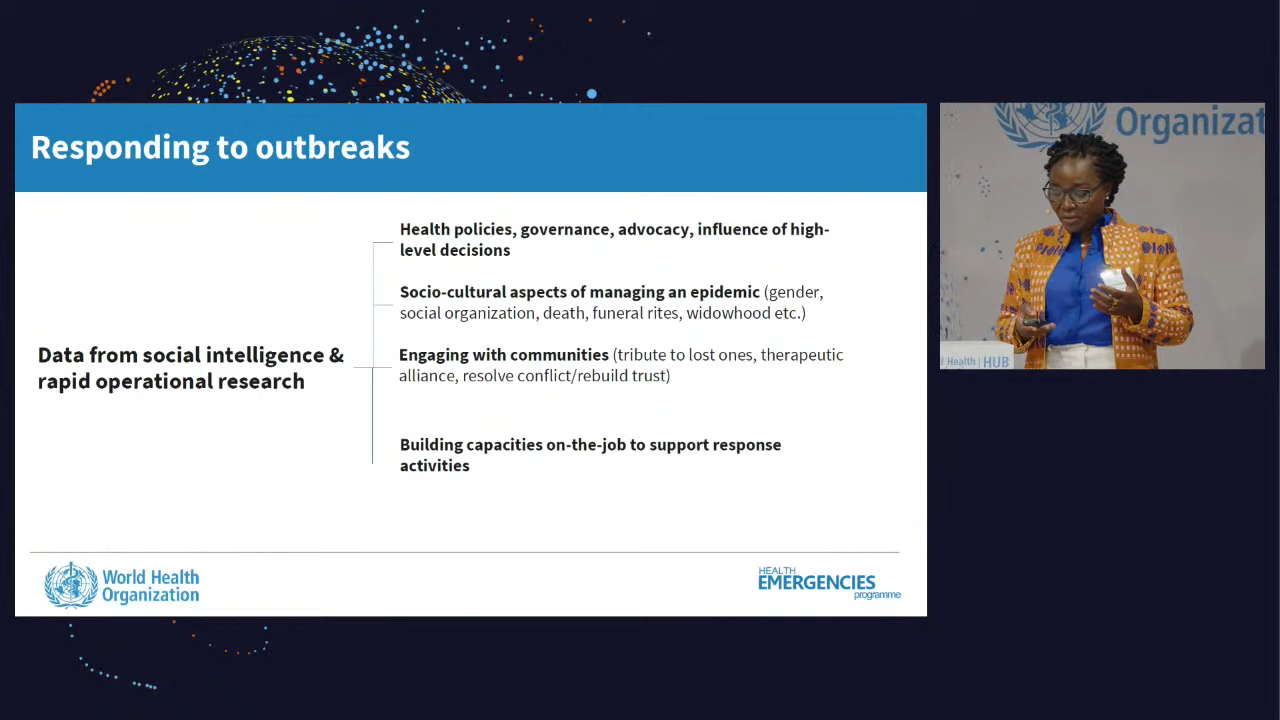 Responding to outbreaks
Health policies, governance, advocacy, influence of high-
level decisions
Socio-cultural aspects of managing an epidemic (gender,
social organization, death, funeral rites, widowhood etc.)
Data from social intelligence &
rapid operational research
Engaging with communities (tribute to lost ones, therapeutic
alliance, resolve conflict/rebuild trust)
Building capacities on-the-job to support response
activities
World Health
Organization
HEALTH
EMERGENCIES
programme
Organizat
Health | HUB